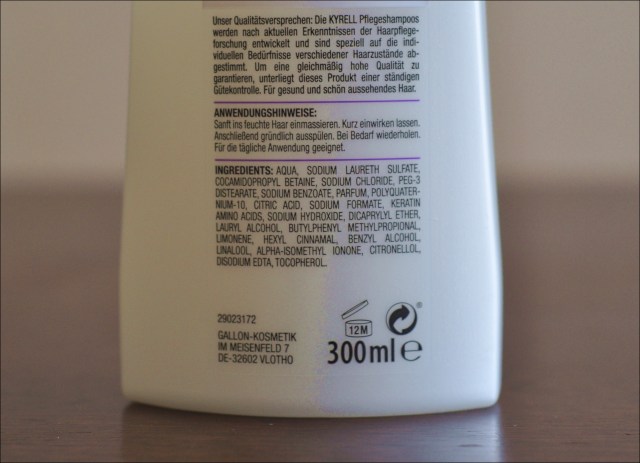 Unser Qualitätsversprechen: Die KYRELL Pflegeshampoos
werden nach aktuellen Erkenntnissen der Haarpflege-
forschung entwickelt und sind speziell auf die indi-
viduellen Bedürfnisse verschiedener Haarzustände ab-
gestimmt. Um eine gleichmäßig hohe Qualität zu
garantieren, unterliegt dieses Produkt einer ständigen
Gütekontrolle. Für gesund und schön aussehendes Haar.
ANWENDUNGSHINWEISE:
Sanft ins feuchte Haar einmassieren. Kurz einwirken lassen.
Anschließend gründlich ausspülen. Bei Bedarf wiederholen.
Für die tägliche Anwendung geeignet.
INGREDIENTS: AQUA, SODIUM LAURETH SULFATE,
COCAMIDOPROPYL BETAINE, SODIUM CHLORIDE, PEG-3
DISTEARATE, SODIUM BENZOATE, PARFUM, POLYQUATER-
NIUM-10, CITRIC ACID, SODIUM FORMATE, KERATIN
AMINO ACIDS, SODIUM HYDROXIDE, DICAPRYLYL ETHER,
LAURYL ALCOHOL, BUTYLPHENYL METHYLPROPIONAL,
LIMONENE, HEXYL CINNAMAL, BENZYL ALCOHOL,
LINALOOL, ALPHA-ISOMETHYL IONONE, CITRONELLOL,
DISODIUM EDTA, TOCOPHEROL.
29023172
GALLON-KOSMETIK
IM MEISENFELD 7
DE-32602 VLOTHO
12M
®
300 ml ℮